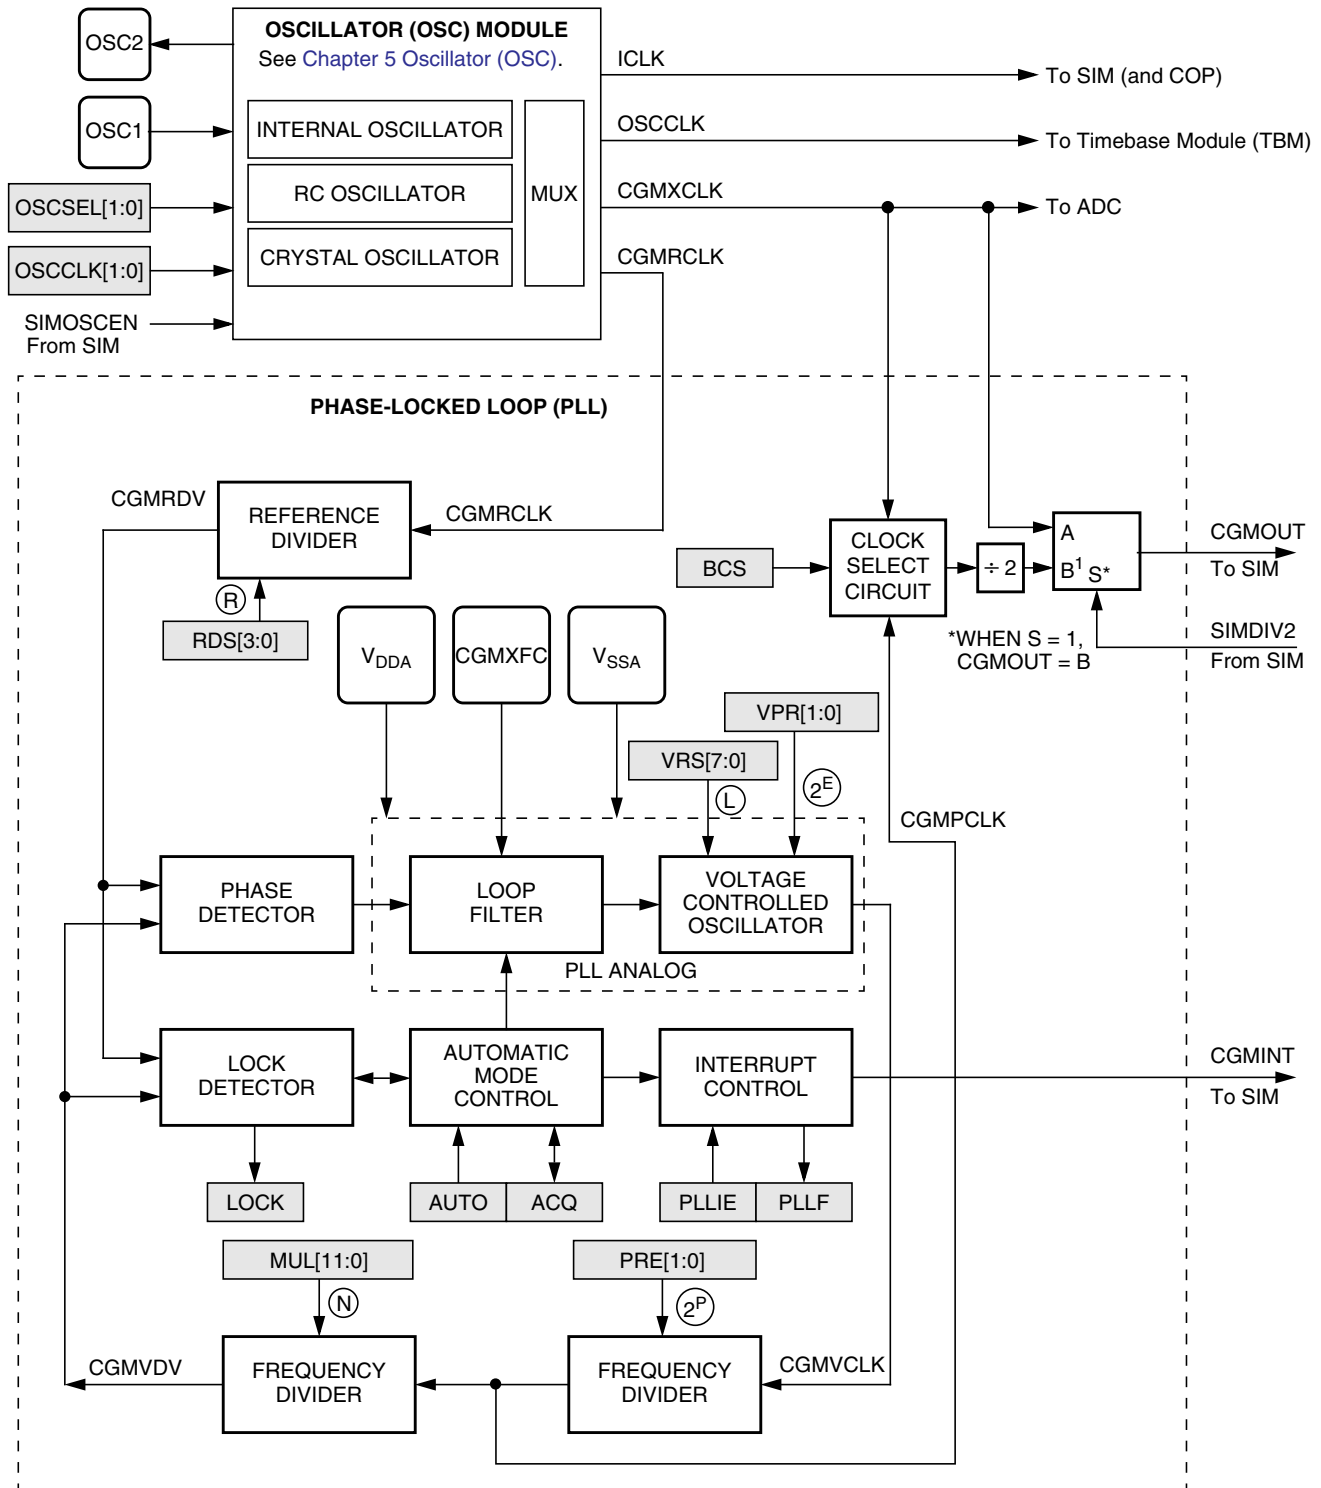 OSC2
OSCILLATOR (OSC) MODULE
See Chapter 5 Oscillator (OSC).
ICLK
To SIM (and COP)
OSC1
INTERNAL OSCILLATOR
OSCCLK
To Timebase Module (TBM)
OSCSEL[1:0]
RC OSCILLATOR
MUX
CGMXCLK
To ADC
OSCCLK[1:0]
CRYSTAL OSCILLATOR
CGMRCLK
SIMOSCEN
From SIM
PHASE-LOCKED LOOP (PLL)
CGMRDV
REFERENCE
DIVIDER
CGMRCLK
R
RDS[3:0]
BCS
CLOCK
SELECT
CIRCUIT
÷ 2
A
B1 S*
CGMOUT
To SIM
*WHEN S = 1,
CGMOUT = B
SIMDIV2
From SIM
VDDA
CGMXFC
VSSA
VPR[1:0]
VRS[7:0]
L
2E
CGMPCLK
PHASE
DETECTOR
LOOP
FILTER
VOLTAGE
CONTROLLED
OSCILLATOR
PLL ANALOG
LOCK
DETECTOR
AUTOMATIC
MODE
CONTROL
INTERRUPT
CONTROL
CGMINT
To SIM
LOCK
AUTO
ACQ
PLLIE
PLLF
MUL[11:0]
PRE[1:0]
N
2P
CGMVDV
FREQUENCY
DIVIDER
FREQUENCY
DIVIDER
CGMVCLK